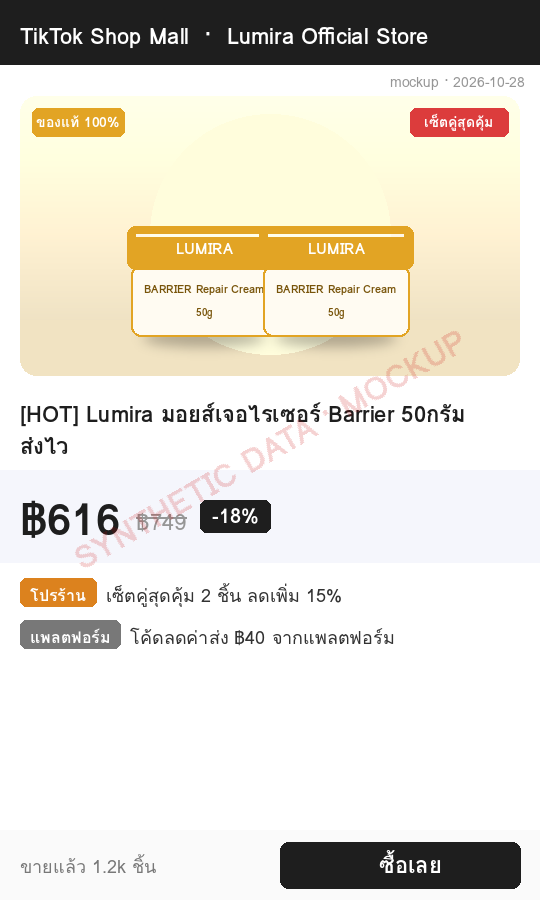 TikTok Shop Mall · Lumira Official Store
mockup · 2026-10-28
ของแท้ 100%
เซ็ตคู่สุดคุ้ม
LUMIRA
LUMIRA
BARRIER Repair Cream
BARRIER Repair Cream
50g
50g
[HOT] Lumira มอยส์เจอไรเซอร์ Barrier 50กรัม
ส่งไว
SYNTHETIC DATA · MOCKUP
฿616 ฿749 -18%
โปรร้าน เซ็ตคู่สุดคุ้ม 2 ชิ้น ลดเพิ่ม 15%
แพลตฟอร์ม โค้ดลดค่าส่ง ฿40 จากแพลตฟอร์ม
ขายแล้ว 1.2k ชิ้น
ซื้อเลย